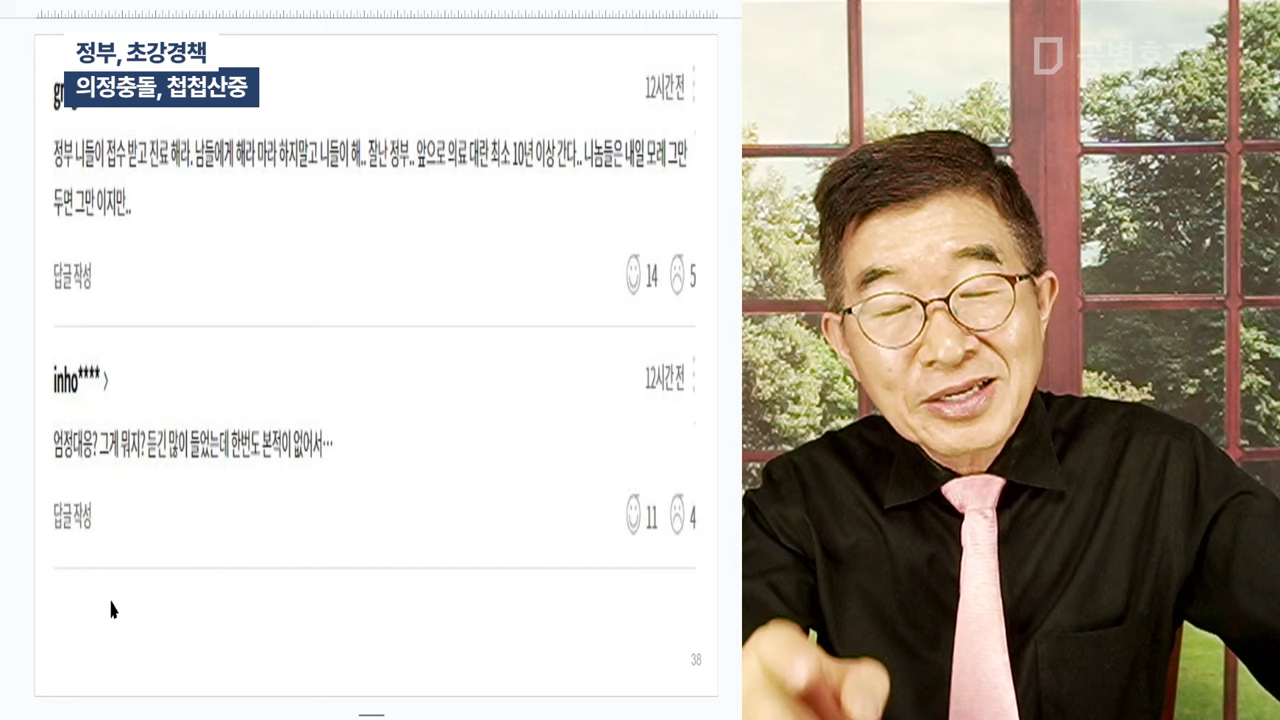 정부, 초강경책
의정충돌, 첩첩산중
12시간 전
정부 니들이 접수 받고 진료 해라. 남들에게 해라 마라 하지말고 니들이 해.. 잘난 정부.. 앞으로 의료 대란 최소 10년 이상 간다.. 니놈들은 내일 모레 그만
두면 그만 이지만..
답글 작성
14 5
inho**** >
12시간 전
엄정대응? 그게 뭐지? 듣긴 많이 들었는데 한번도 본적이 없어서…
답글 작성
11 4
38